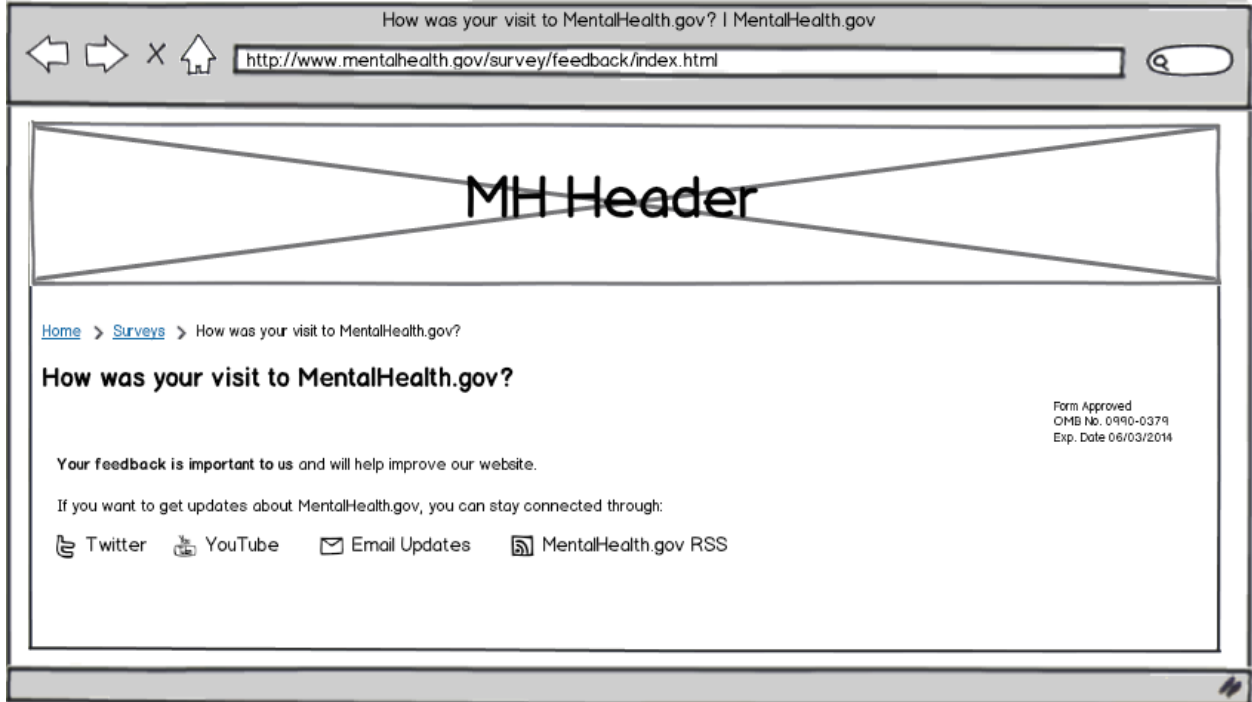 How was your visit to MentalHealth.gov? | MentalHealth.gov
http://www.mentalhealth.gov/survey/feedback/index.html
MH Header
Home > Surveys > How was your visit to MentalHealth.gov?
How was your visit to MentalHealth.gov?
Form Approved
OMB No. 0990-0379
Exp. Date 06/03/2014
Your feedback is important to us and will help improve our website.
If you want to get updates about MentalHealth.gov, you can stay connected through:
Twitter YouTube Email Updates MentalHealth.gov RSS